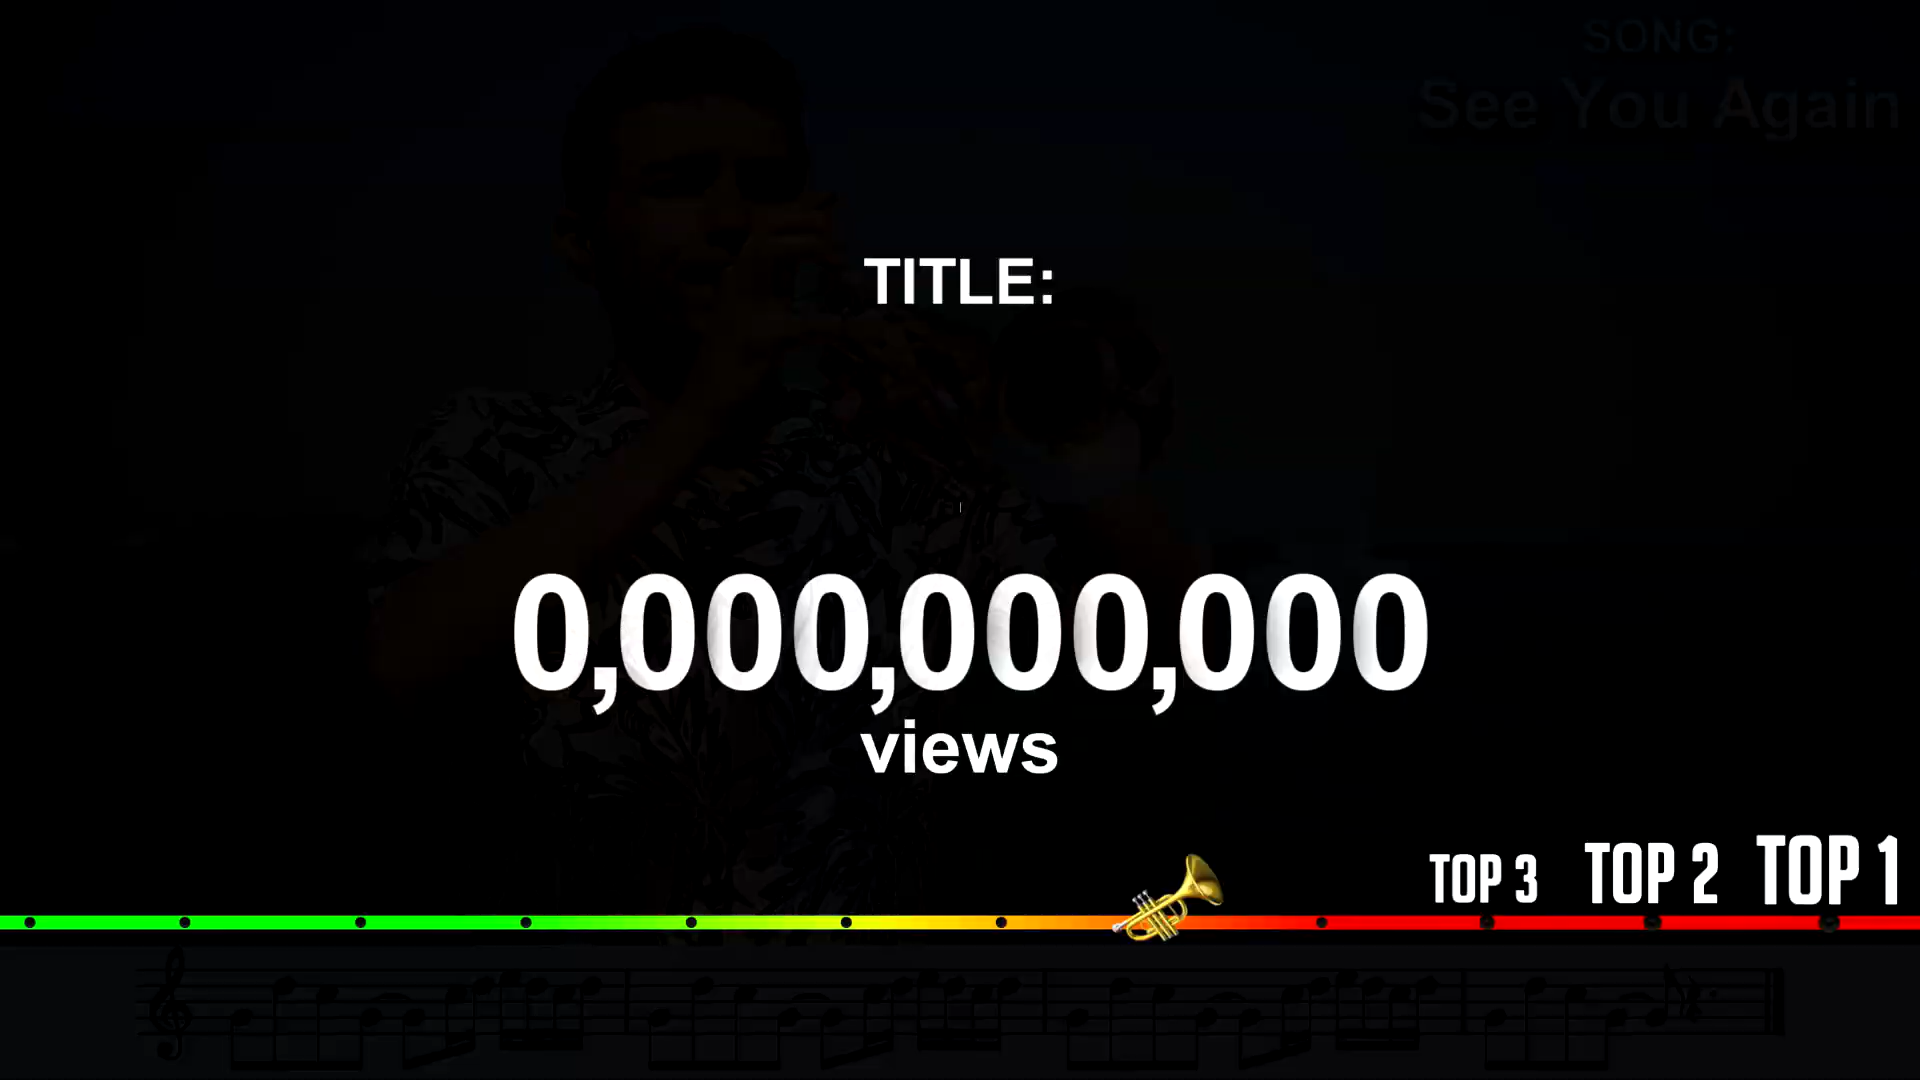 SONG:
See You Again
TITLE:
0,000,000,000
views
TOP 3 TOP 2 TOP 1